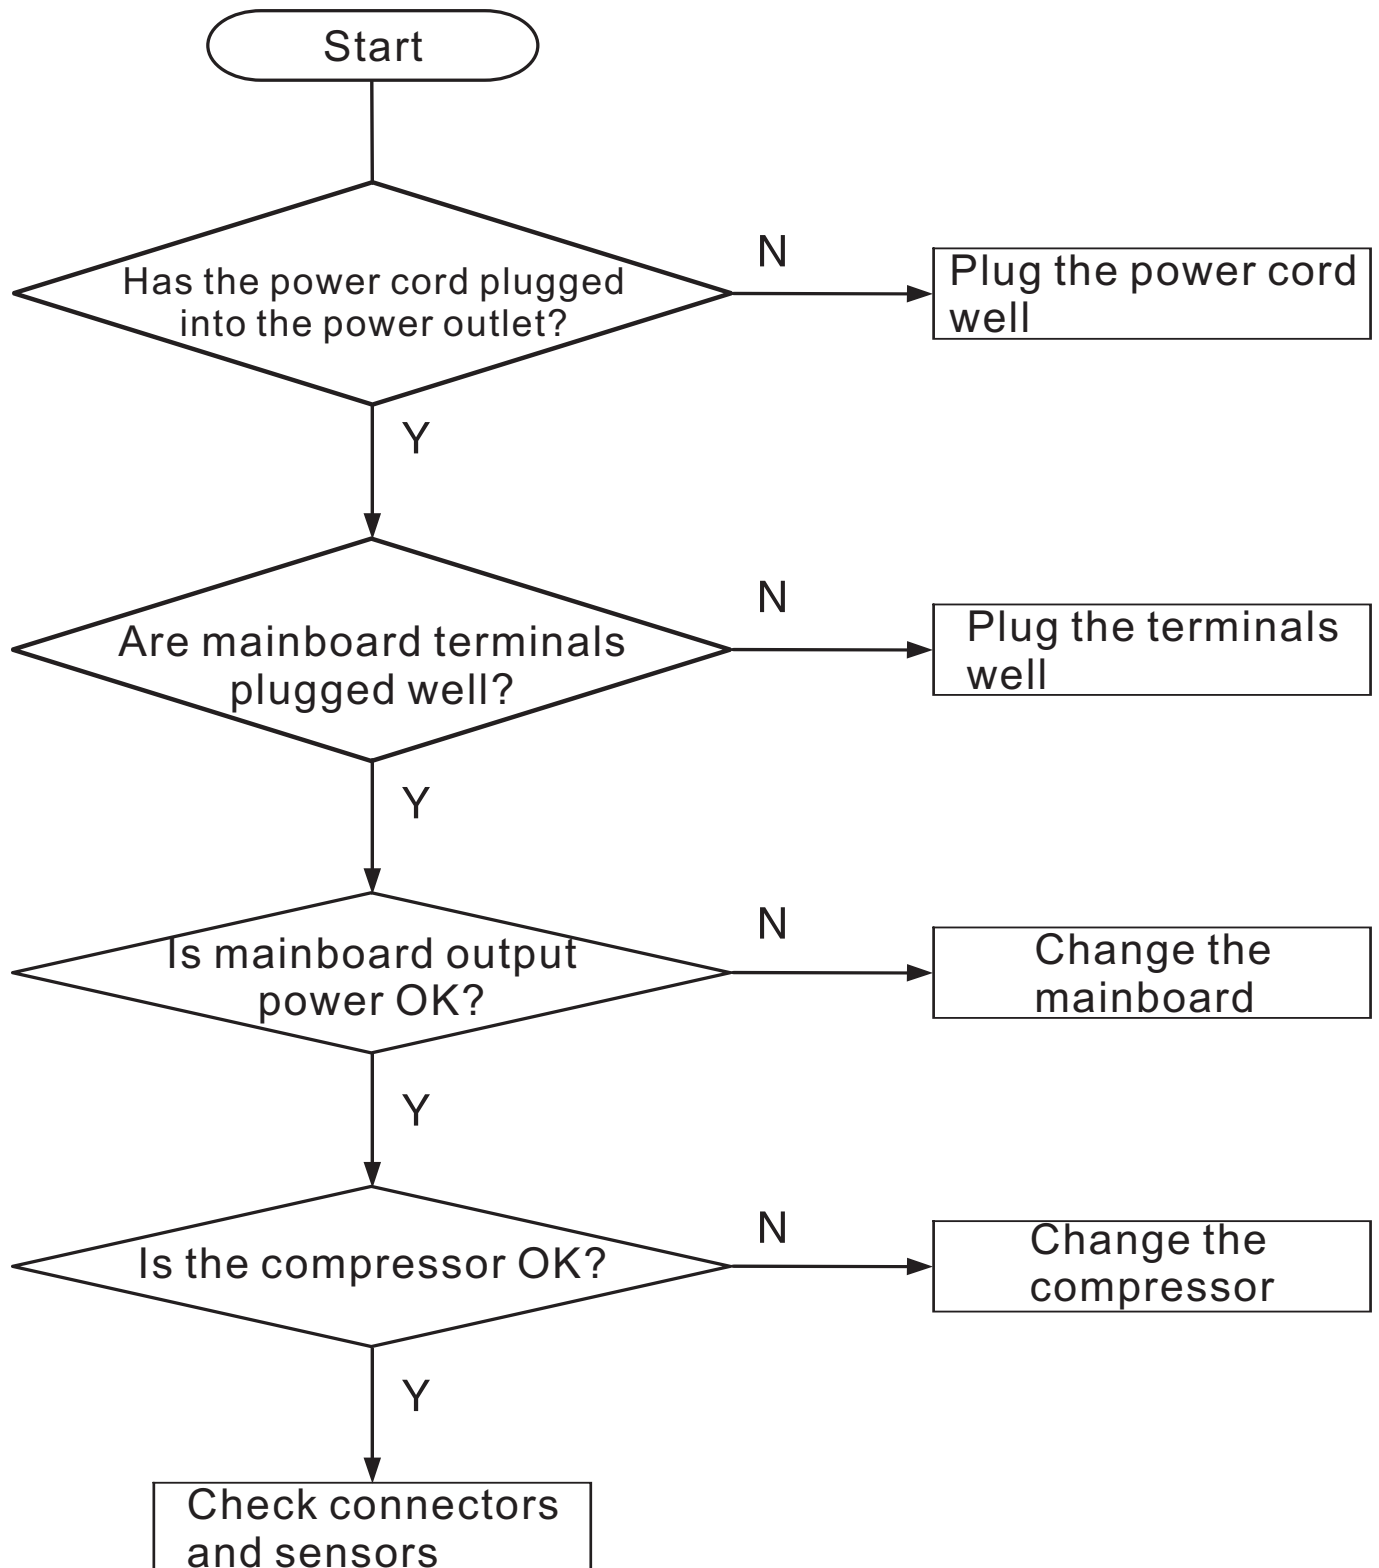 Start
Has the power cord plugged
into the power outlet?
N
Plug the power cord
well
Y
Are mainboard terminals
plugged well?
N
Plug the terminals
well
Y
Is mainboard output
power OK?
N
Change the
mainboard
Y
Is the compressor OK?
N
Change the
compressor
Y
Check connectors
and sensors